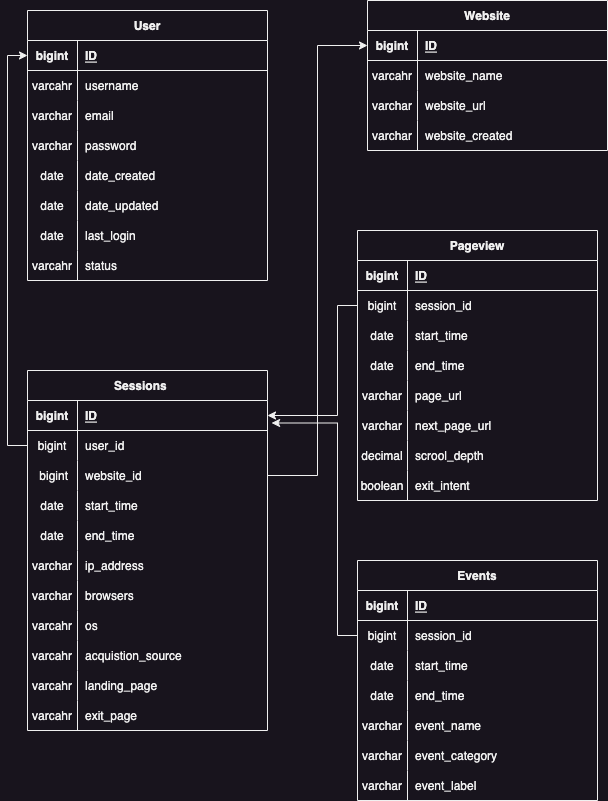 User
bigint ID
varcahr username
varchar email
varchar password
date date_created
date date_updated
date last_login
varcahr status
Website
bigint ID
varcahr website_name
varchar website_url
varchar website_created
Pageview
bigint ID
bigint session_id
date start_time
date end_time
varchar page_url
varchar next_page_url
decimal scrool_depth
boolean exit_intent
Sessions
bigint ID
bigint user_id
bigint website_id
date start_time
date end_time
varchar ip_address
varchar browsers
varcahr os
varcahr acquistion_source
varcahr landing_page
varcahr exit_page
Events
bigint ID
bigint session_id
date start_time
date end_time
varchar event_name
varchar event_category
varchar event_label